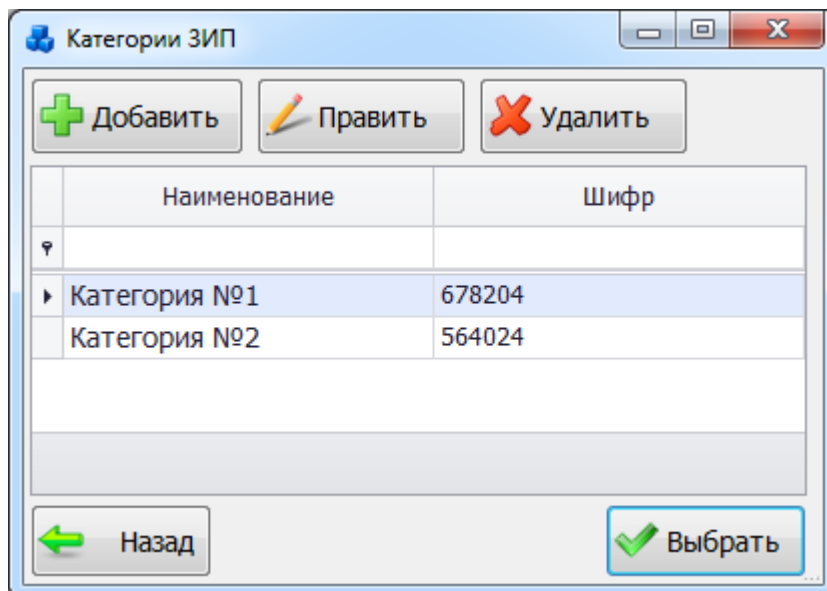 Категории ЗИП
Добавить Править Удалить
Наименование Шифр
Категория №1 678204
Категория №2 564024
Назад Выбрать